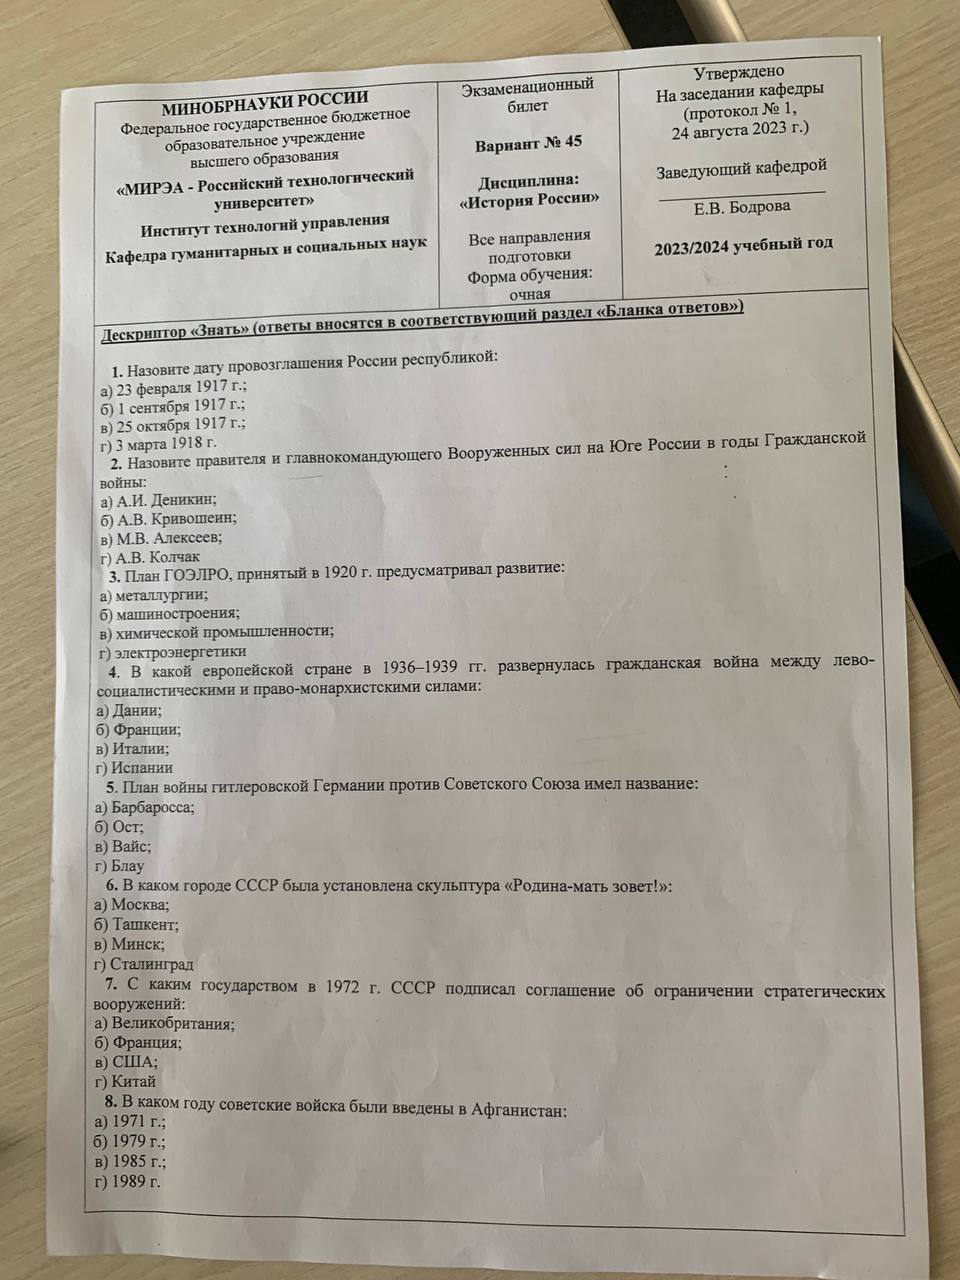 МИНОБРНАУКИ РОССИИ
Федеральное государственное бюджетное
образовательное учреждение
высшего образования
«МИРЭА - Российский технологический
университет»
Институт технологий управления
Кафедра гуманитарных и социальных наук
Экзаменационный
билет
Вариант № 45
Дисциплина:
«История России»
Все направления
подготовки
Форма обучения:
очная
Утверждено
На заседании кафедры
(протокол № 1,
24 августа 2023 г.)
Заведующий кафедрой
Е.В. Бодрова
2023/2024 учебный год
Дескриптор «Знать» (ответы вносятся в соответствующий раздел «Бланка ответов»)
1. Назовите дату провозглашения России республикой:
а) 23 февраля 1917 г.;
б) 1 сентября 1917 г.;
в) 25 октября 1917 г.;
г) 3 марта 1918 г.
2. Назовите правителя и главнокомандующего Вооруженных сил на Юге России в годы Гражданской
войны:
а) А.И. Деникин;
б) А.В. Кривошеин;
в) М.В. Алексеев;
г) А.В. Колчак
3. План ГОЭЛРО, принятый в 1920 г. предусматривал развитие:
а) металлургии;
б) машиностроения;
в) химической промышленности;
г) электроэнергетики
4. В какой европейской стране в 1936–1939 гг. развернулась гражданская война между лево-
социалистическими и право-монархистскими силами:
а) Дании;
б) Франции;
в) Италии;
г) Испании
5. План войны гитлеровской Германии против Советского Союза имел название:
а) Барбаросса;
б) Ост;
в) Вайс;
г) Блау
6. В каком городе СССР была установлена скульптура «Родина-мать зовет!»:
а) Москва;
б) Ташкент;
в) Минск;
г) Сталинград
7. С каким государством в 1972 г. СССР подписал соглашение об ограничении стратегических
вооружений:
а) Великобритания;
б) Франция;
в) США;
г) Китай
8. В каком году советские войска были введены в Афганистан:
а) 1971 г.;
б) 1979 г.;
в) 1985 г.;
г) 1989 г.